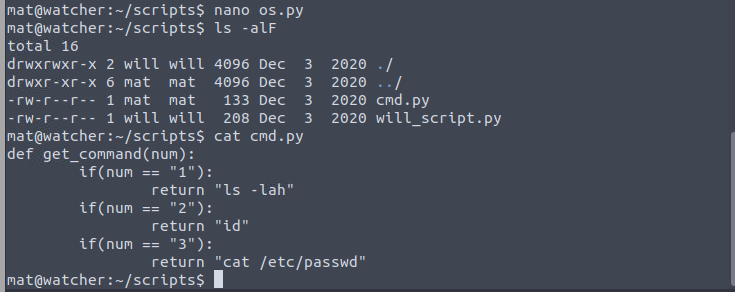 mat@watcher:~/scripts$ nano os.py
mat@watcher:~/scripts$ ls -alF
total 16
drwxrwxr-x 2 will will 4096 Dec  3  2020 ./
drwxr-xr-x 6 mat  mat  4096 Dec  3  2020 ../
-rw-r--r-- 1 mat  mat   133 Dec  3  2020 cmd.py
-rw-r--r-- 1 will will  208 Dec  3  2020 will_script.py
mat@watcher:~/scripts$ cat cmd.py
def get_command(num):
        if(num == "1"):
                return "ls -lah"
        if(num == "2"):
                return "id"
        if(num == "3"):
                return "cat /etc/passwd"
mat@watcher:~/scripts$